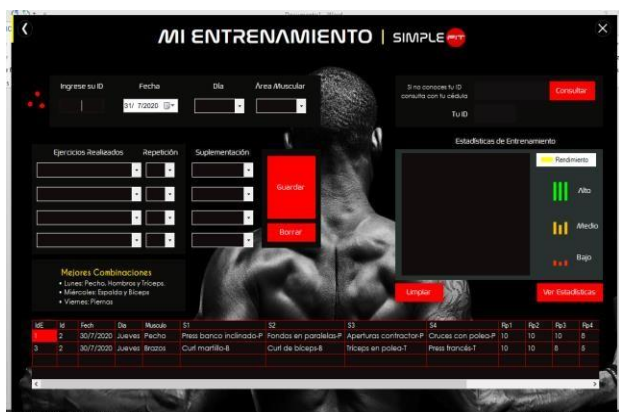 MI ENTRENAMIENTO | SIMPLE FIT
Ingrese su ID
Fecha
Día
Área Muscular
31/ 7/2020
Si no conoces tu ID
consulta con tu cédula
Consultar
Tu ID
Ejercicios Realizados
Repetición
Suplementación
Guardar
Borrar
Estadísticas de Entrenamiento
Rendimiento
Alto
Medio
Bajo
Mejores Combinaciones
• Lunes: Pecho, Hombros y Triceps.
• Miércoles: Espalda y Biceps
• Viernes: Piernas
Limpiar
Ver Estadísticas
IdE Id Fech Dia Musculo S1 S2 S3 S4 Rp1 Rp2 Rp3 Rp4
1 2 30/7/2020 Jueves Pecho Press banco inclinado-P Fondos en paralelas-P Aperturas contractor-P Cruces con polea-P 10 10 10 8
3 2 30/7/2020 Jueves Brazos Curl martillo-B Curl de bíceps-B Tríceps en polea-T Press francés-T 10 10 8 5